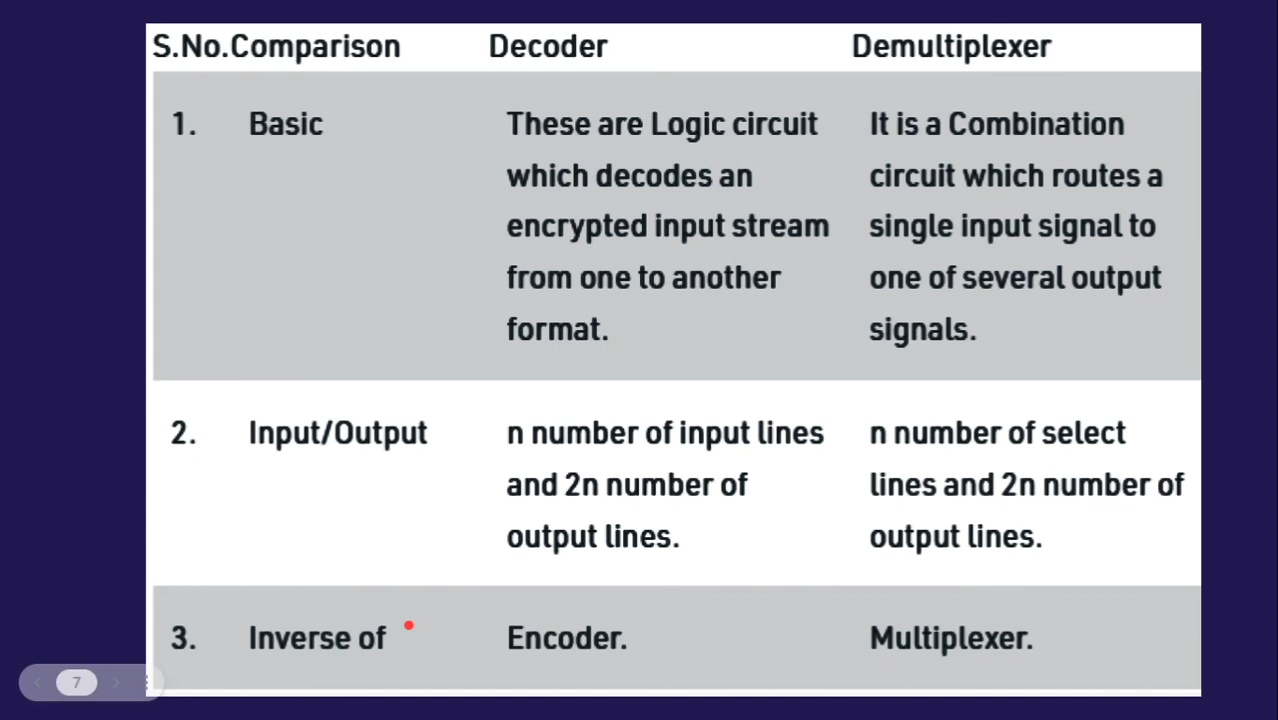 S.No.Comparison Decoder Demultiplexer
1. Basic These are Logic circuit It is a Combination
which decodes an circuit which routes a
encrypted input stream single input signal to
from one to another one of several output
format. signals.
2. Input/Output n number of input lines n number of select
and 2n number of lines and 2n number of
output lines. output lines.
3. Inverse of Encoder. Multiplexer.
7